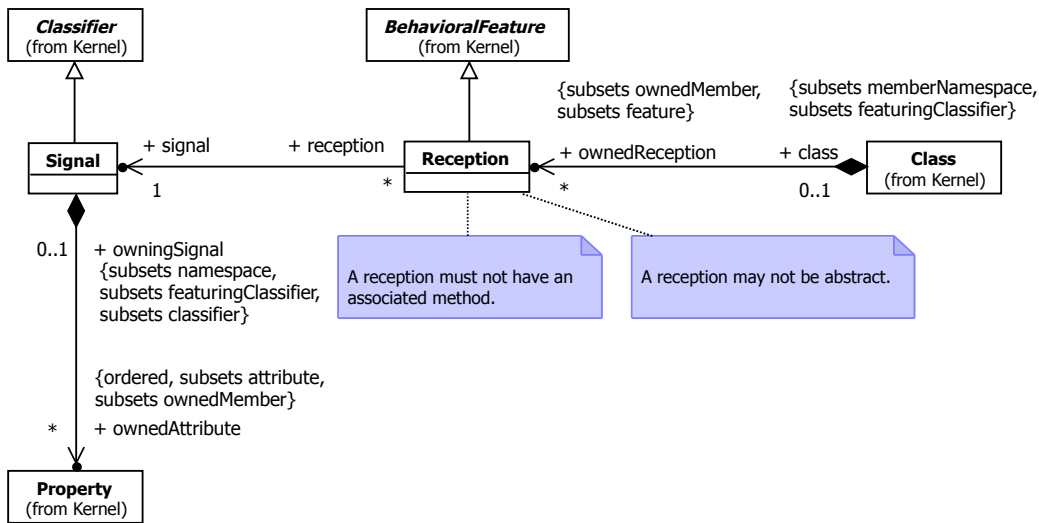 Classifier
(from Kernel)
BehavioralFeature
(from Kernel)
{subsets ownedMember,
subsets feature}
{subsets memberNamespace,
subsets featuringClassifier}
Signal
+ signal
1
+ reception
*
Reception
+ ownedReception
*
+ class
0..1
Class
(from Kernel)
0..1
+ owningSignal
{subsets namespace,
subsets featuringClassifier,
subsets classifier}
A reception must not have an
associated method.
A reception may not be abstract.
{ordered, subsets attribute,
subsets ownedMember}
*
+ ownedAttribute
Property
(from Kernel)